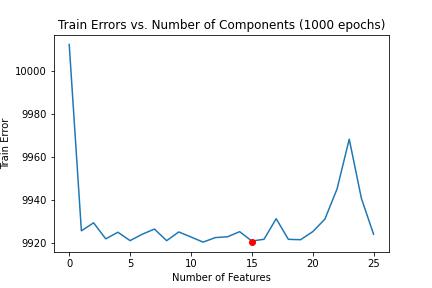 Train Errors vs. Number of Components (1000 epochs)
10000
9980
9960
9940
9920
Train Error
0 5 10 15 20 25
Number of Features